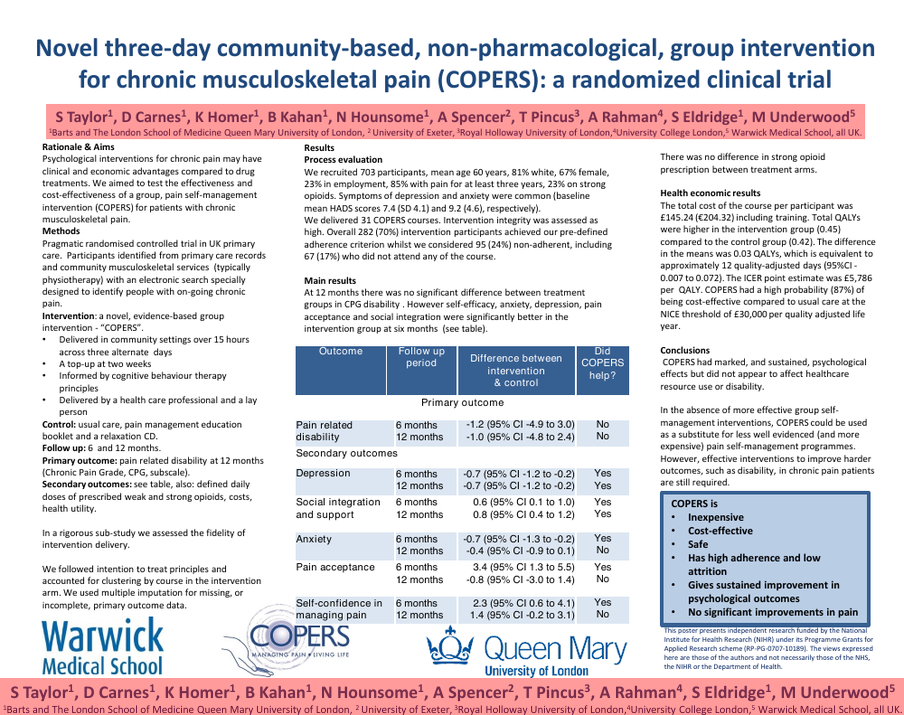 Novel three-day community-based, non-pharmacological, group intervention
for chronic musculoskeletal pain (COPERS): a randomized clinical trial
S Taylor1, D Carnes1, K Homer1, B Kahan1, N Hounsome1, A Spencer2, T Pincus3, A Rahman4, S Eldridge1, M Underwood5
1Barts and The London School of Medicine Queen Mary University of London, 2 University of Exeter, 3Royal Holloway University of London,4University College London,5 Warwick Medical School, all UK.
Rationale & Aims
Psychological interventions for chronic pain may have
clinical and economic advantages compared to drug
treatments. We aimed to test the effectiveness and
cost-effectiveness of a group, pain self-management
intervention (COPERS) for patients with chronic
musculoskeletal pain.
Methods
Pragmatic randomised controlled trial in UK primary
care. Participants identified from primary care records
and community musculoskeletal services (typically
physiotherapy) with an electronic search specially
designed to identify people with on-going chronic
pain.
Intervention: a novel, evidence-based group
intervention - “COPERS”.
• Delivered in community settings over 15 hours
across three alternate days
• A top-up at two weeks
• Informed by cognitive behaviour therapy
principles
• Delivered by a health care professional and a lay
person
Control: usual care, pain management education
booklet and a relaxation CD.
Follow up: 6 and 12 months.
Primary outcome: pain related disability at 12 months
(Chronic Pain Grade, CPG, subscale).
Secondary outcomes: see table, also: defined daily
doses of prescribed weak and strong opioids, costs,
health utility.
In a rigorous sub-study we assessed the fidelity of
intervention delivery.
We followed intention to treat principles and
accounted for clustering by course in the intervention
arm. We used multiple imputation for missing, or
incomplete, primary outcome data.
Results
Process evaluation
We recruited 703 participants, mean age 60 years, 81% white, 67% female,
23% in employment, 85% with pain for at least three years, 23% on strong
opioids. Symptoms of depression and anxiety were common (baseline
mean HADS scores 7.4 (SD 4.1) and 9.2 (4.6), respectively).
We delivered 31 COPERS courses. Intervention integrity was assessed as
high. Overall 282 (70%) intervention participants achieved our pre-defined
adherence criterion whilst we considered 95 (24%) non-adherent, including
67 (17%) who did not attend any of the course.
Main results
At 12 months there was no significant difference between treatment
groups in CPG disability . However self-efficacy, anxiety, depression, pain
acceptance and social integration were significantly better in the
intervention group at six months (see table).
Outcome Follow up period Difference between intervention & control Did COPERS help?
Primary outcome
Pain related 6 months -1.2 (95% CI -4.9 to 3.0) No
disability 12 months -1.0 (95% CI -4.8 to 2.4) No
Secondary outcomes
Depression 6 months -0.7 (95% CI -1.2 to -0.2) Yes
12 months -0.7 (95% CI -1.2 to -0.2) Yes
Social integration 6 months 0.6 (95% CI 0.1 to 1.0) Yes
and support 12 months 0.8 (95% CI 0.4 to 1.2) Yes
Anxiety 6 months -0.7 (95% CI -1.3 to -0.2) Yes
12 months -0.4 (95% CI -0.9 to 0.1) No
Pain acceptance 6 months 3.4 (95% CI 1.3 to 5.5) Yes
12 months -0.8 (95% CI -3.0 to 1.4) No
Self-confidence in 6 months 2.3 (95% CI 0.6 to 4.1) Yes
managing pain 12 months 1.4 (95% CI -0.2 to 3.1) No
There was no difference in strong opioid
prescription between treatment arms.
Health economic results
The total cost of the course per participant was
£145.24 (€204.32) including training. Total QALYs
were higher in the intervention group (0.45)
compared to the control group (0.42). The difference
in the means was 0.03 QALYs, which is equivalent to
approximately 12 quality-adjusted days (95%CI -
0.007 to 0.072). The ICER point estimate was £5,786
per QALY. COPERS had a high probability (87%) of
being cost-effective compared to usual care at the
NICE threshold of £30,000 per quality adjusted life
year.
Conclusions
COPERS had marked, and sustained, psychological
effects but did not appear to affect healthcare
resource use or disability.
In the absence of more effective group self-
management interventions, COPERS could be used
as a substitute for less well evidenced (and more
expensive) pain self-management programmes.
However, effective interventions to improve harder
outcomes, such as disability, in chronic pain patients
are still required.
COPERS is
• Inexpensive
• Cost-effective
• Safe
• Has high adherence and low
attrition
• Gives sustained improvement in
psychological outcomes
• No significant improvements in pain
This poster presents independent research funded by the National
Institute for Health Research (NIHR) under its Programme Grants for
Applied Research scheme (RP-PG-0707-10189). The views expressed
here are those of the authors and not necessarily those of the NHS,
the NIHR or the Department of Health.
Warwick
Medical School
COPERS
MANAGING PAIN • LIVING LIFE
Queen Mary
University of London
S Taylor1, D Carnes1, K Homer1, B Kahan1, N Hounsome1, A Spencer2, T Pincus3, A Rahman4, S Eldridge1, M Underwood5
1Barts and The London School of Medicine Queen Mary University of London, 2 University of Exeter, 3Royal Holloway University of London,4University College London,5 Warwick Medical School, all UK.